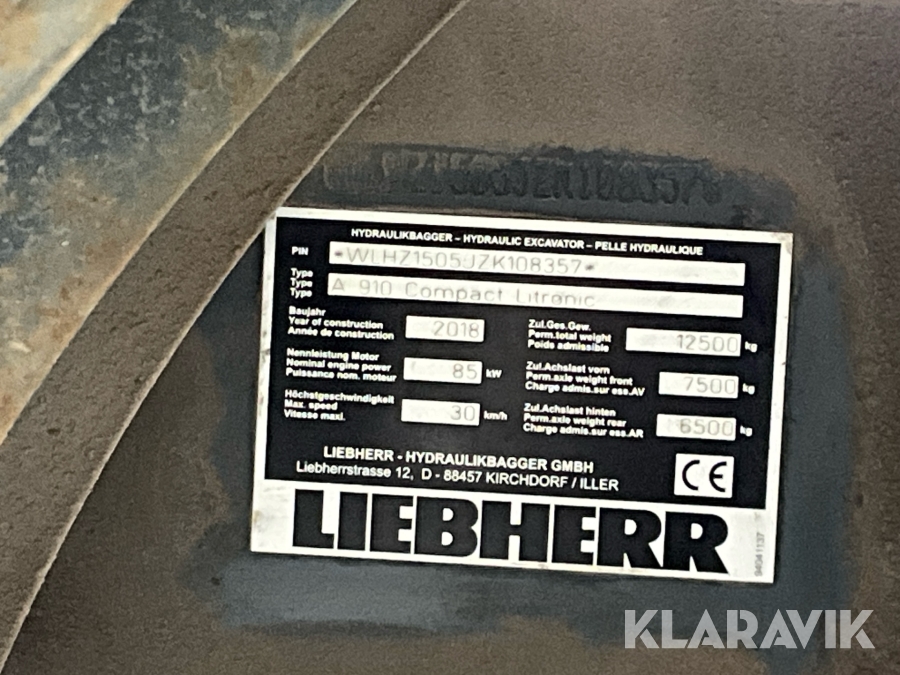 HYDRAULIKBAGGER – HYDRAULIC EXCAVATOR – PELLE HYDRAULIQUE
PIN *WLHZ1505JZK108357*
Type
Type
Type
A 910 Compact Litronic
Baujahr
Year of construction
Année de construction
2018
Zul.Ges.Gew.
Perm.total weight
Poids admissible
12500 kg
Nennleistung Motor
Nominal engine power
Puissance nom. moteur
85 kW
Zul.Achslast vorn
Perm.axle weight front
Charge admis.sur ess.AV
7500 kg
Höchstgeschwindigkeit
Max. speed
Vitesse maxi.
30 km/h
Zul.Achslast hinten
Perm.axle weight rear
Charge admis.sur ess.AR
6500 kg
LIEBHERR - HYDRAULIKBAGGER GMBH
Liebherrstrasse 12, D - 88457 KIRCHDORF / ILLER
CE
LIEBHERR
94041137
KLARAVIK